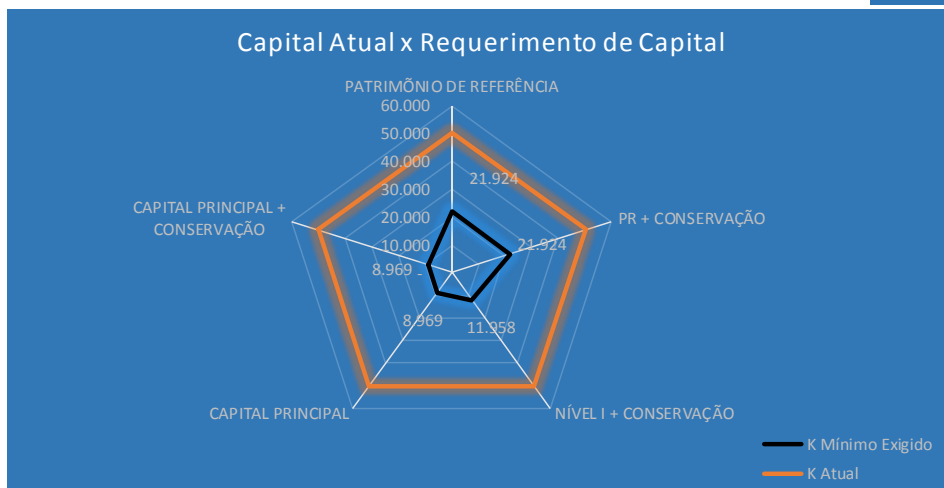 Capital Atual x Requerimento de Capital
PATRIMÔNIO DE REFERÊNCIA
60.000
50.000
40.000
30.000
20.000
10.000
-
21.924
PR + CONSERVAÇÃO
21.924
CAPITAL PRINCIPAL +
CONSERVAÇÃO
8.969
8.969
11.958
CAPITAL PRINCIPAL
NÍVEL I + CONSERVAÇÃO
K Mínimo Exigido
K Atual